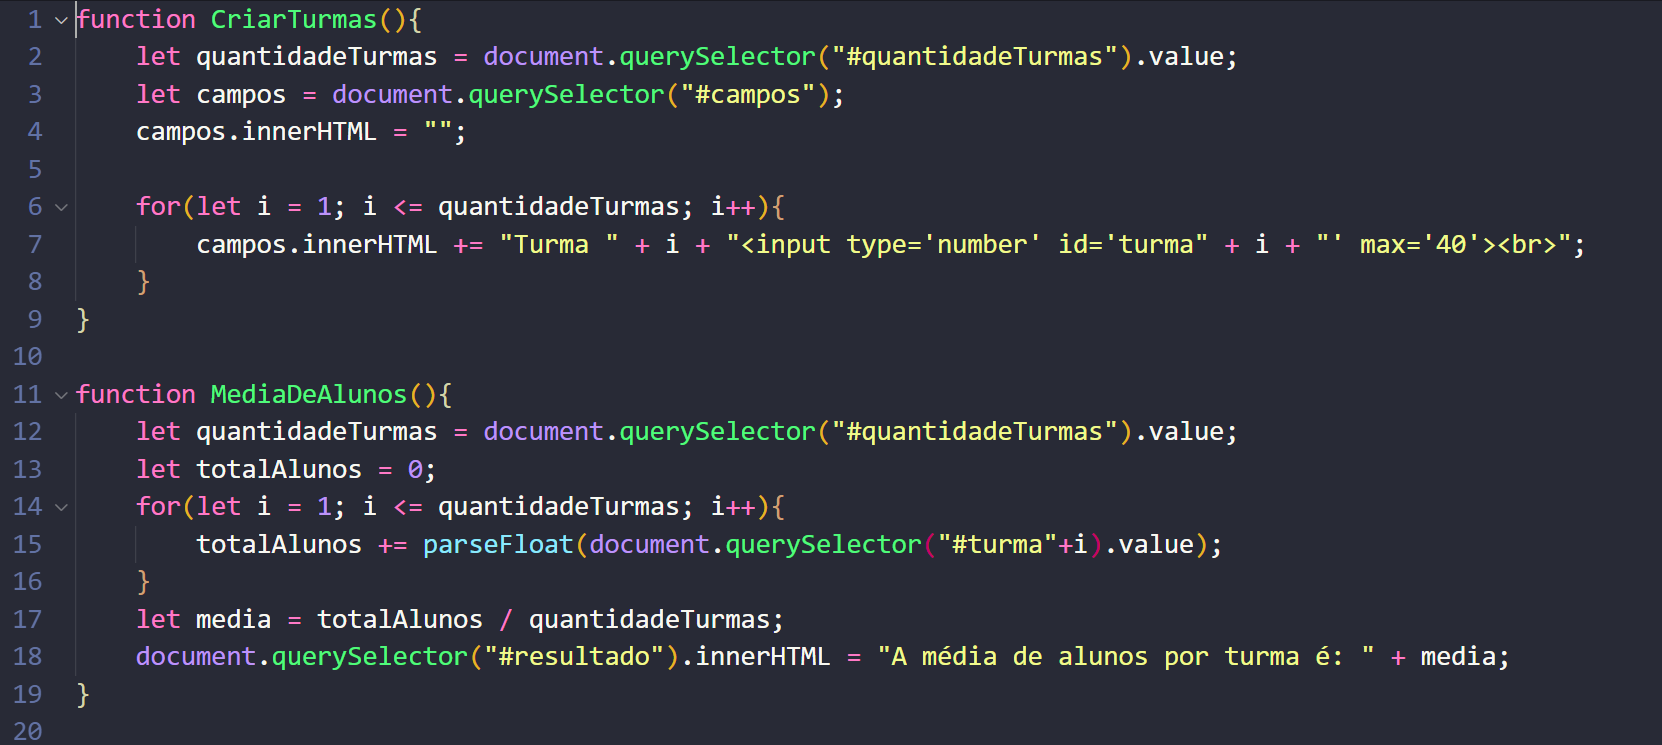 1 function CriarTurmas(){
2 let quantidadeTurmas = document.querySelector("#quantidadeTurmas").value;
3 let campos = document.querySelector("#campos");
4 campos.innerHTML = "";
5
6 for(let i = 1; i <= quantidadeTurmas; i++){
7 campos.innerHTML += "Turma " + i + "<input type='number' id='turma" + i + "' max='40'><br>";
8 }
9 }
10
11 function MediaDeAlunos(){
12 let quantidadeTurmas = document.querySelector("#quantidadeTurmas").value;
13 let totalAlunos = 0;
14 for(let i = 1; i <= quantidadeTurmas; i++){
15 totalAlunos += parseFloat(document.querySelector("#turma"+i).value);
16 }
17 let media = totalAlunos / quantidadeTurmas;
18 document.querySelector("#resultado").innerHTML = "A média de alunos por turma é: " + media;
19 }
20